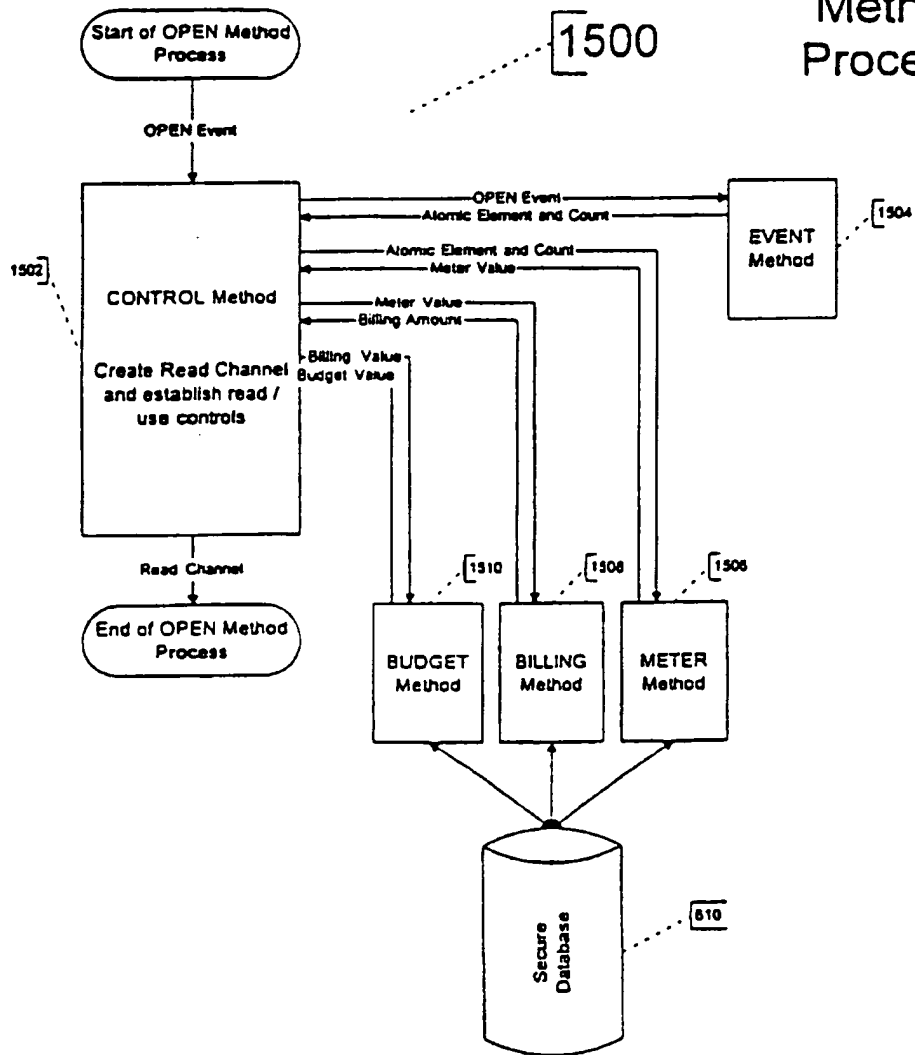 Meth
Proce
1500
Start of OPEN Method
Process
OPEN Event
OPEN Event
Atomic Element and Count
Atomic Element and Count
Meter Value
Meter Value
Billing Amount
Billing Value
Budget Value
EVENT
Method
1504
1502
CONTROL Method
Create Read Channel
and establish read /
use controls
Read Channel
End of OPEN Method
Process
1510
1508
1506
BUDGET
Method
BILLING
Method
METER
Method
Secure
Database
610